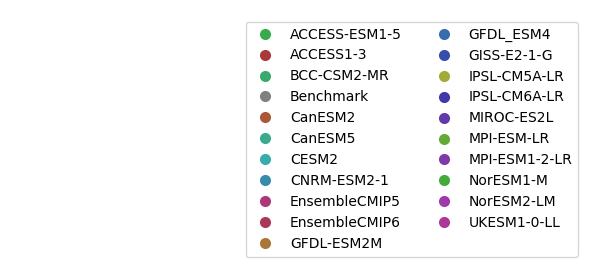 ACCESS-ESM1-5
ACCESS1-3
BCC-CSM2-MR
Benchmark
CanESM2
CanESM5
CESM2
CNRM-ESM2-1
EnsembleCMIP5
EnsembleCMIP6
GFDL-ESM2M
GFDL_ESM4
GISS-E2-1-G
IPSL-CM5A-LR
IPSL-CM6A-LR
MIROC-ES2L
MPI-ESM-LR
MPI-ESM1-2-LR
NorESM1-M
NorESM2-LM
UKESM1-0-LL